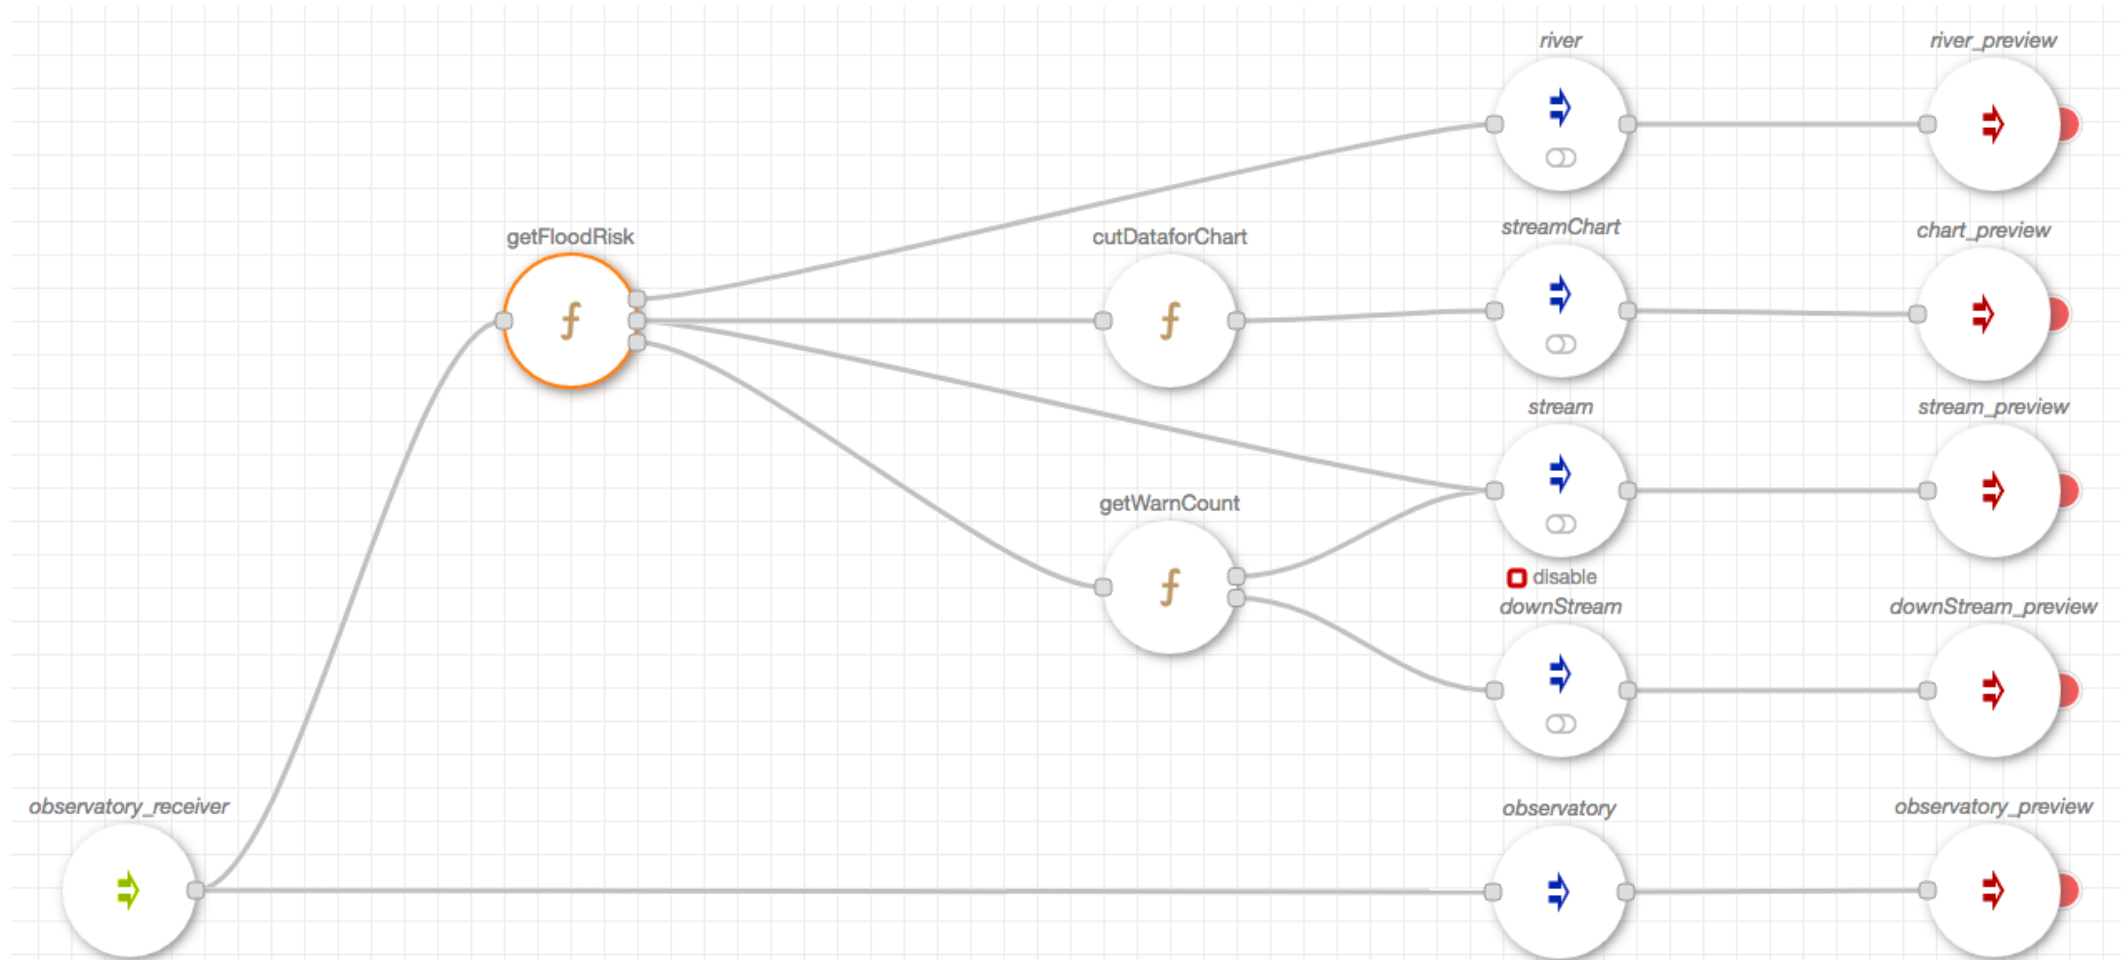 river
river_preview
getFloodRisk
cutDataforChart
streamChart
chart_preview
stream
stream_preview
getWarnCount
disable
downStream
downStream_preview
observatory_receiver
observatory
observatory_preview